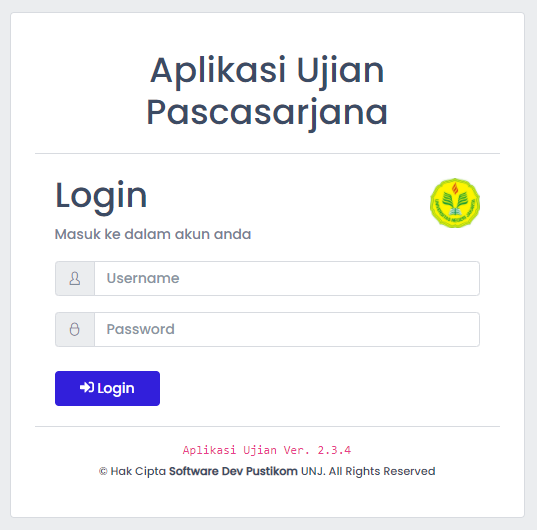 Aplikasi Ujian
Pascasarjana
Login
Masuk ke dalam akun anda
Username
Password
Login
Aplikasi Ujian Ver. 2.3.4
© Hak Cipta Software Dev Pustikom UNJ. All Rights Reserved